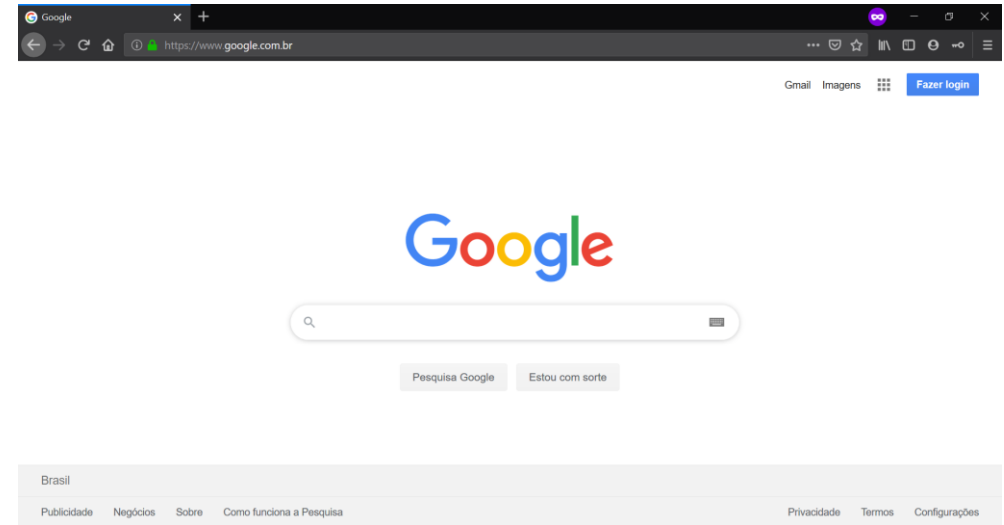 Google
https://www.google.com.br
Gmail Imagens Fazer login
Google
Pesquisa Google Estou com sorte
Brasil
Publicidade Negócios Sobre Como funciona a Pesquisa Privacidade Termos Configurações